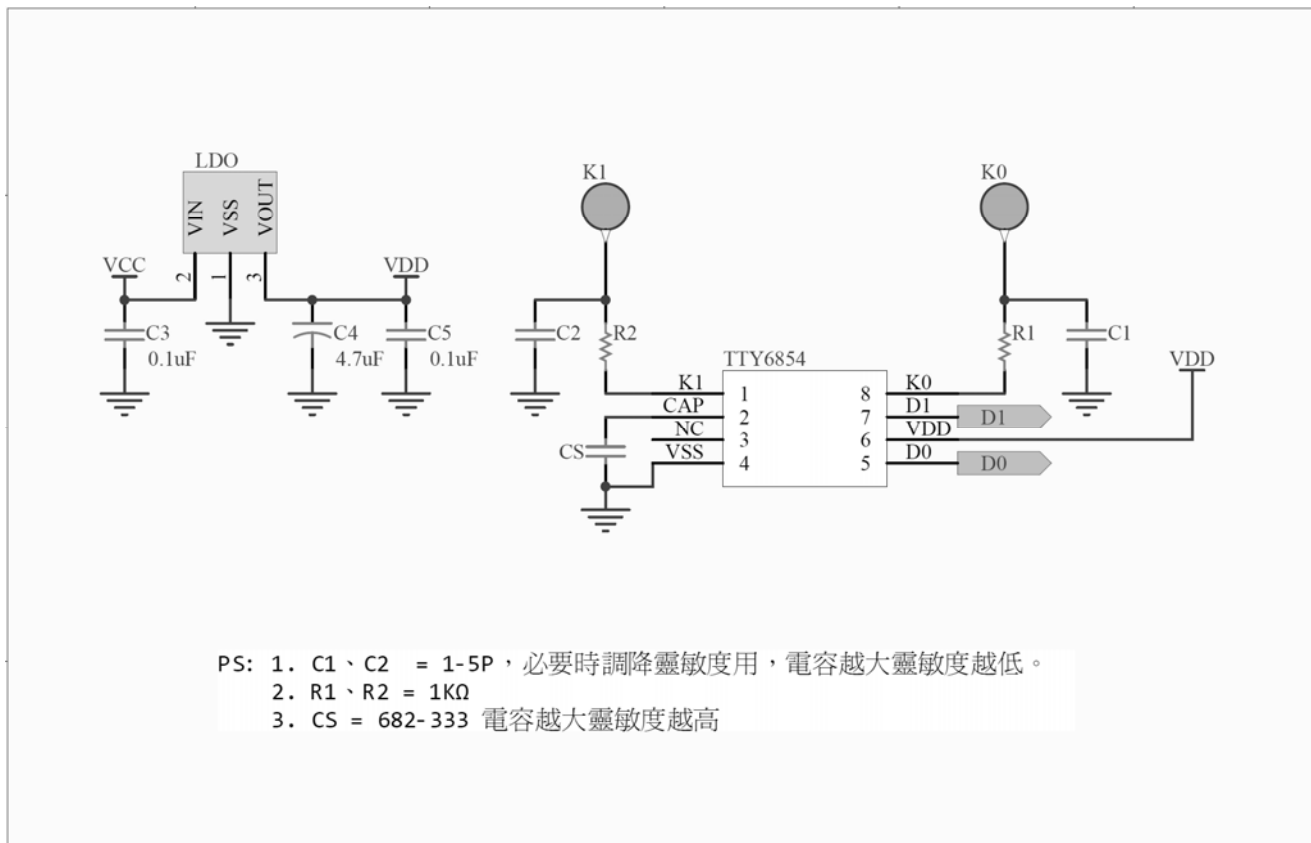 LDO
VIN
VSS
VOUT
2
1
3
VCC
VDD
C3
0.1uF
C4
4.7uF
C5
0.1uF
K1
K0
C2
R2
R1
C1
TTY6854
VDD
K1 1 8 K0
CAP 2 7 D1 D1
NC 3 6 VDD
VSS 4 5 D0 D0
CS
PS: 1. C1、C2 = 1-5P，必要時調降靈敏度用，電容越大靈敏度越低。
2. R1、R2 = 1KΩ
3. CS = 682-333 電容越大靈敏度越高